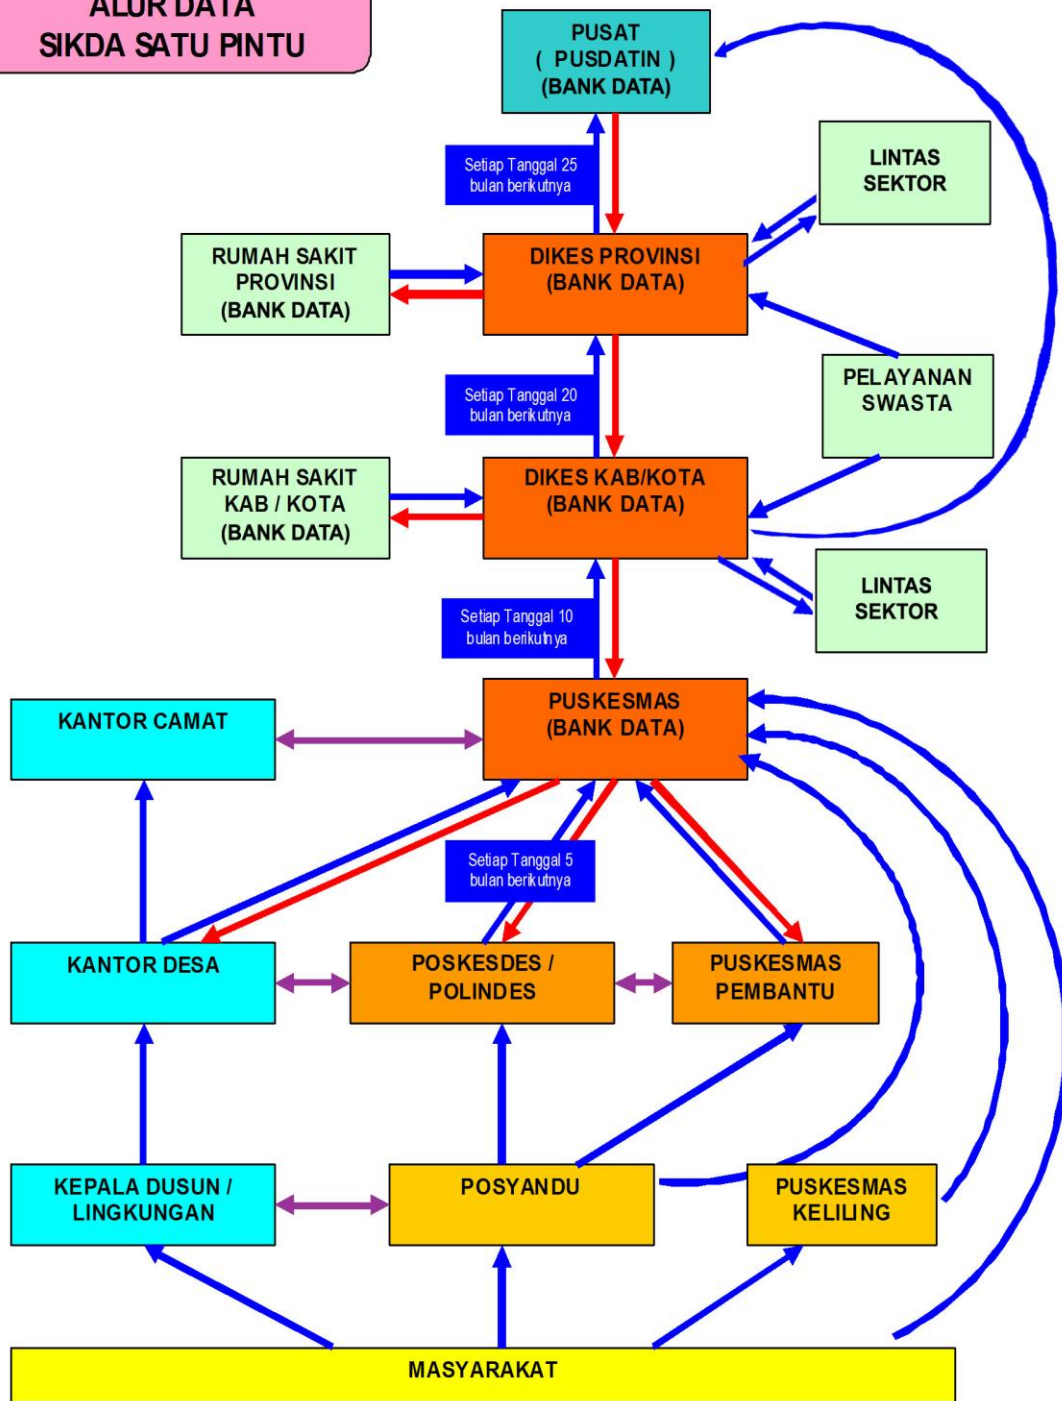 ALUR DATA
SIKDA SATU PINTU
PUSAT
( PUSDATIN )
(BANK DATA)
Setiap Tanggal 25
bulan berikutnya
LINTAS
SEKTOR
RUMAH SAKIT
PROVINSI
(BANK DATA)
DIKES PROVINSI
(BANK DATA)
Setiap Tanggal 20
bulan berikutnya
PELAYANAN
SWASTA
RUMAH SAKIT
KAB / KOTA
(BANK DATA)
DIKES KAB/KOTA
(BANK DATA)
Setiap Tanggal 10
bulan berikutnya
LINTAS
SEKTOR
KANTOR CAMAT
PUSKESMAS
(BANK DATA)
Setiap Tanggal 5
bulan berikutnya
KANTOR DESA
POSKESDES /
POLINDES
PUSKESMAS
PEMBANTU
KEPALA DUSUN /
LINGKUNGAN
POSYANDU
PUSKESMAS
KELILING
MASYARAKAT